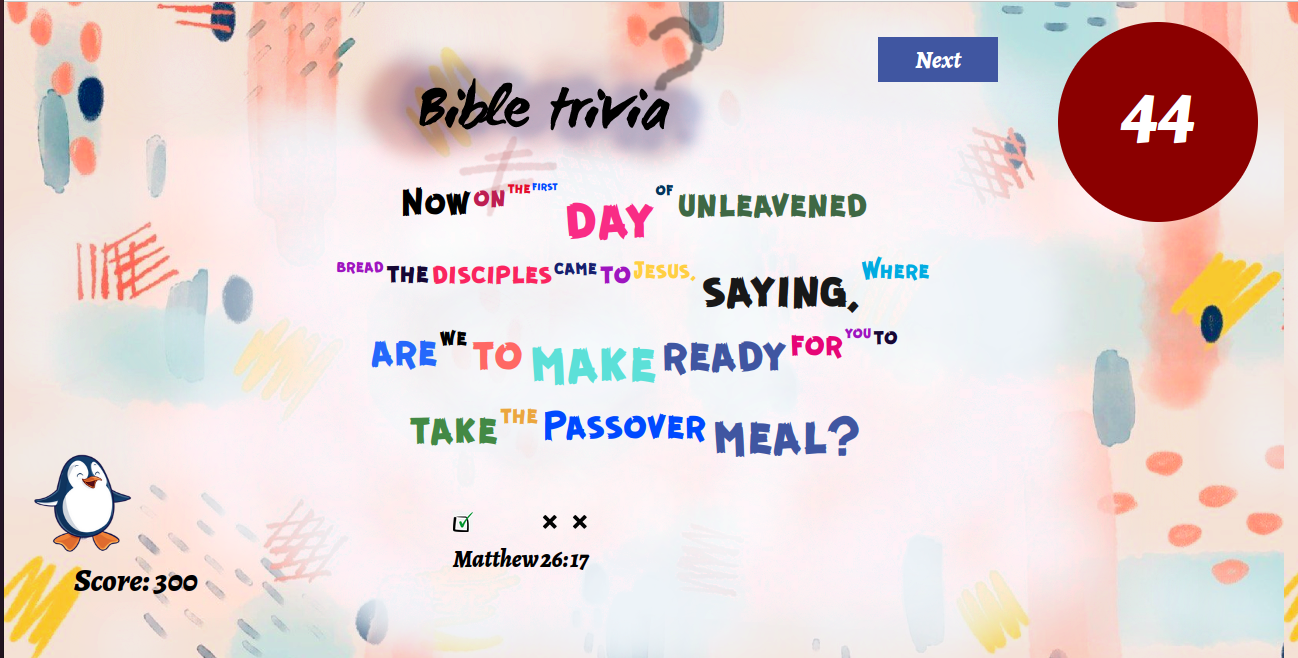 Next
44
Bible trivia ?
Now on the first DAY of unleavened
bread the disciples came to Jesus, saying, Where
are we to make ready for you to
take the Passover meal?
Matthew 26:17
Score: 300